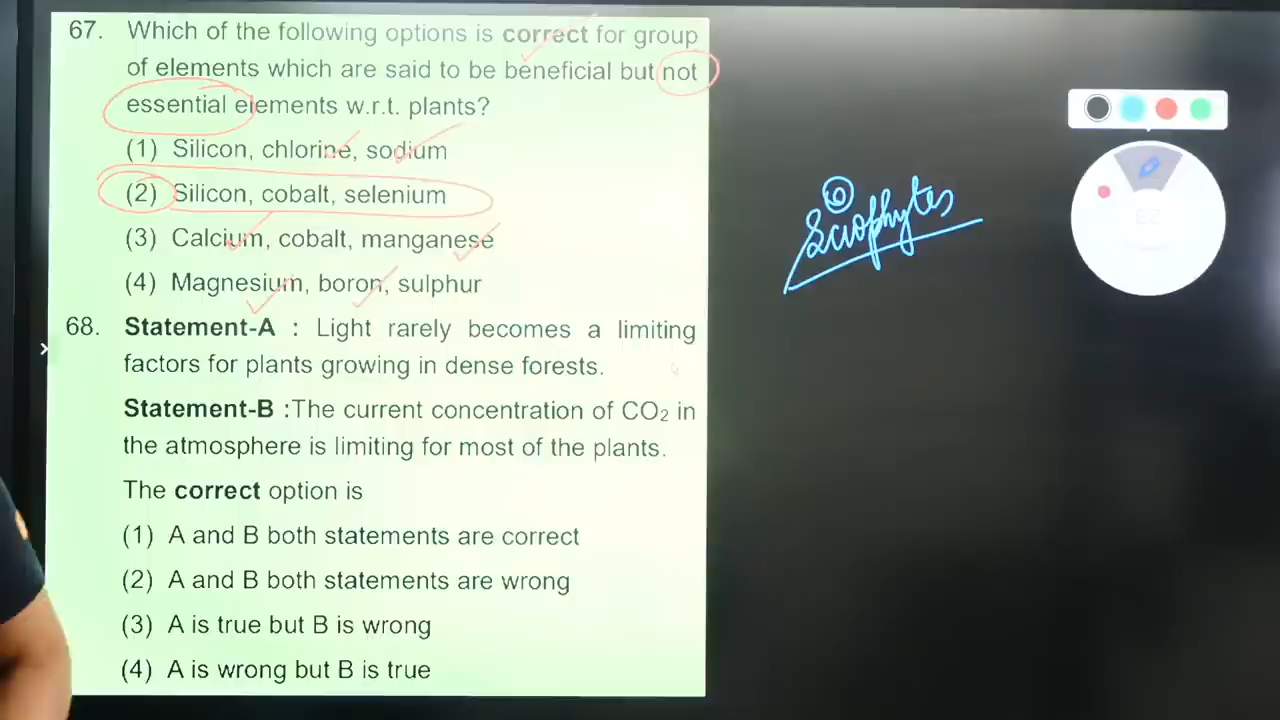 67. Which of the following options is correct for group
of elements which are said to be beneficial but not
essential elements w.r.t. plants?
(1) Silicon, chlorine, sodium
(2) Silicon, cobalt, selenium
(3) Calcium, cobalt, manganese
(4) Magnesium, boron, sulphur
68. Statement-A : Light rarely becomes a limiting
factors for plants growing in dense forests.
Statement-B :The current concentration of CO₂ in
the atmosphere is limiting for most of the plants.
The correct option is
(1) A and B both statements are correct
(2) A and B both statements are wrong
(3) A is true but B is wrong
(4) A is wrong but B is true
Sciophytes